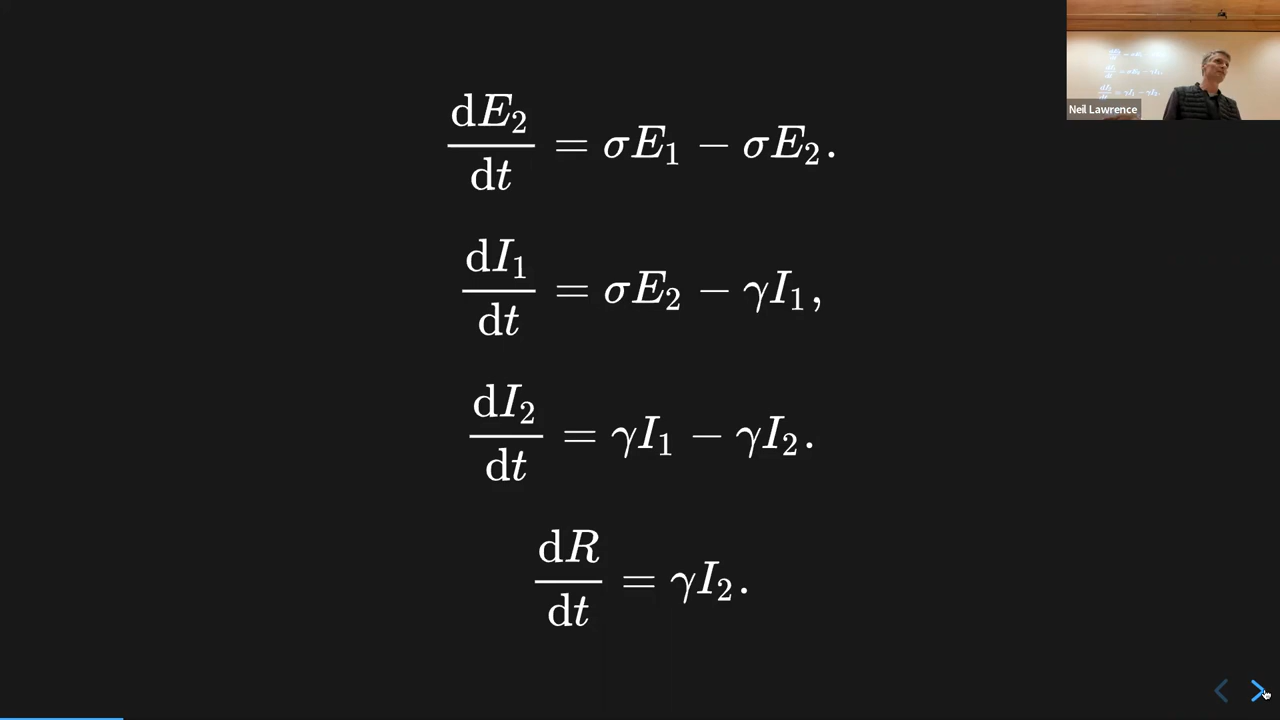 Neil Lawrence
dE₂/dt = σE₁ − σE₂.
dI₁/dt = σE₂ − γI₁,
dI₂/dt = γI₁ − γI₂.
dR/dt = γI₂.